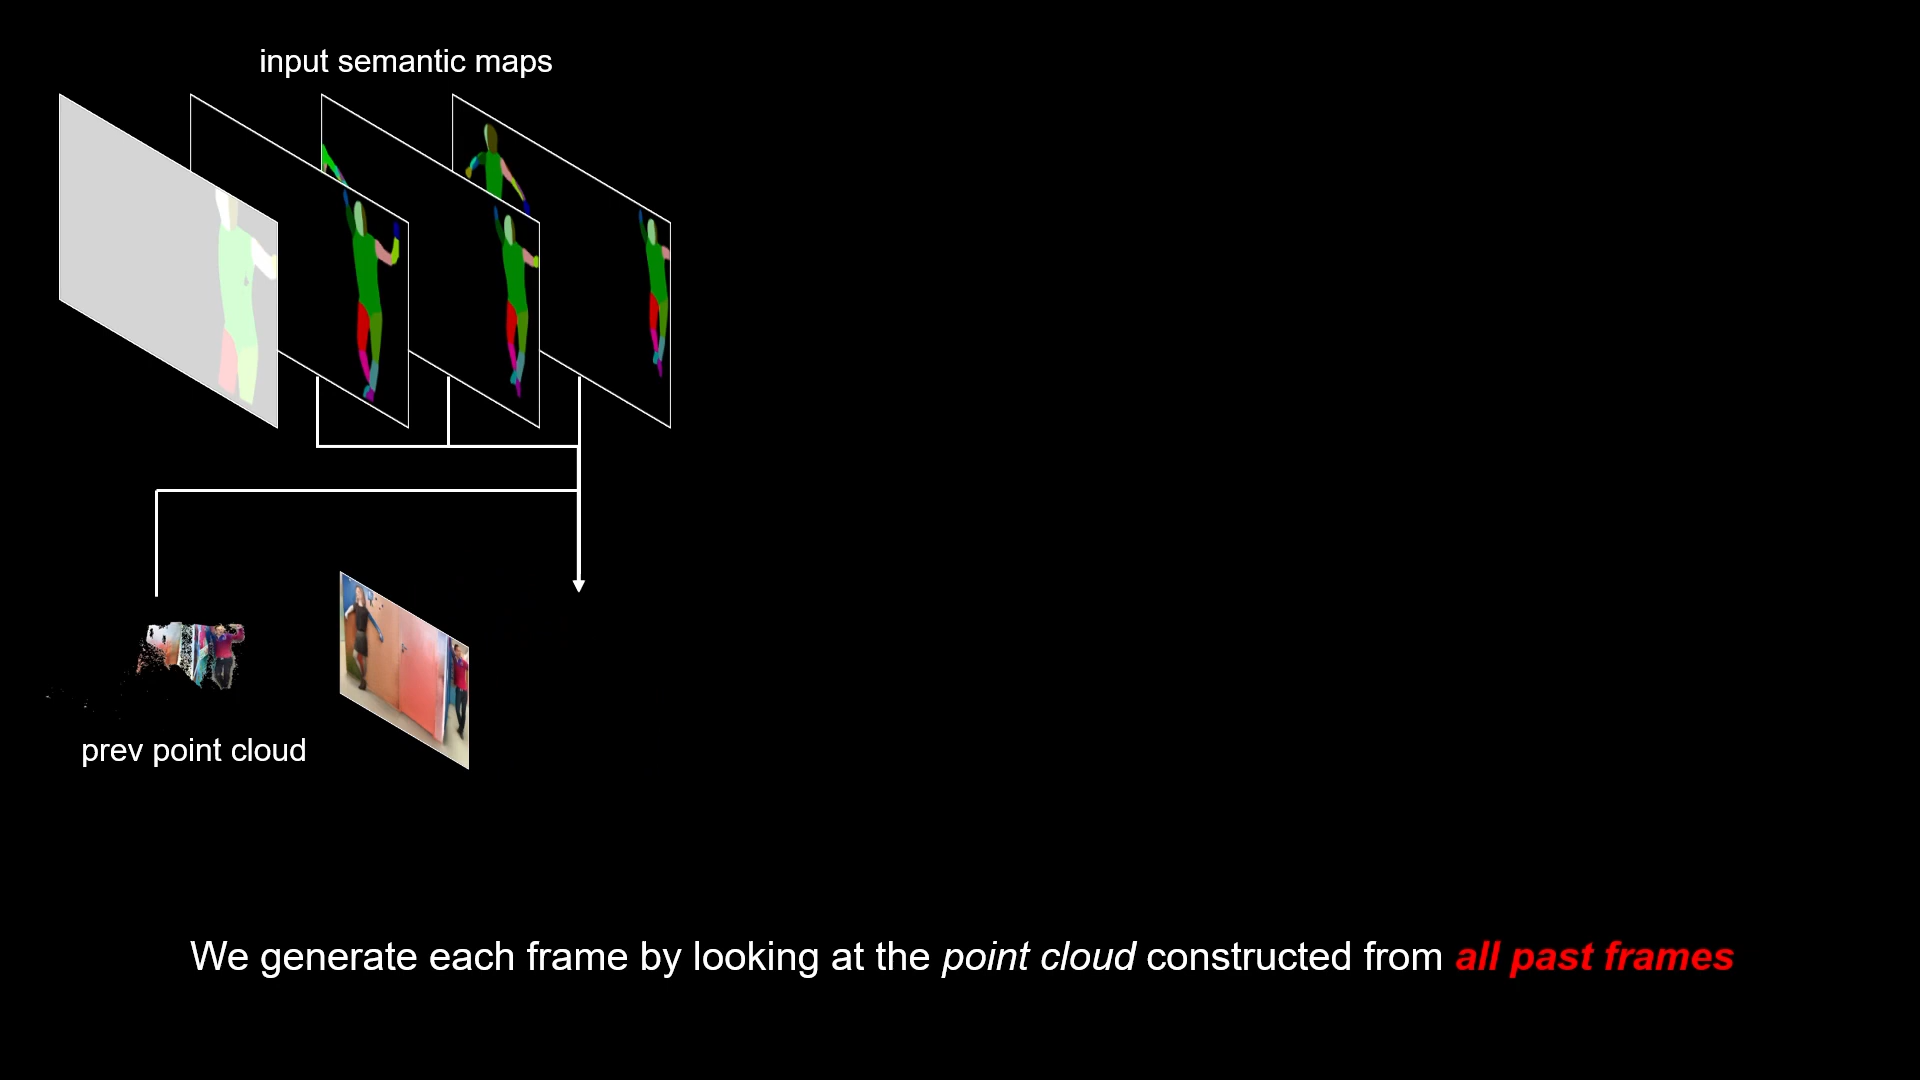 input semantic maps
prev point cloud
We generate each frame by looking at the point cloud constructed from all past frames